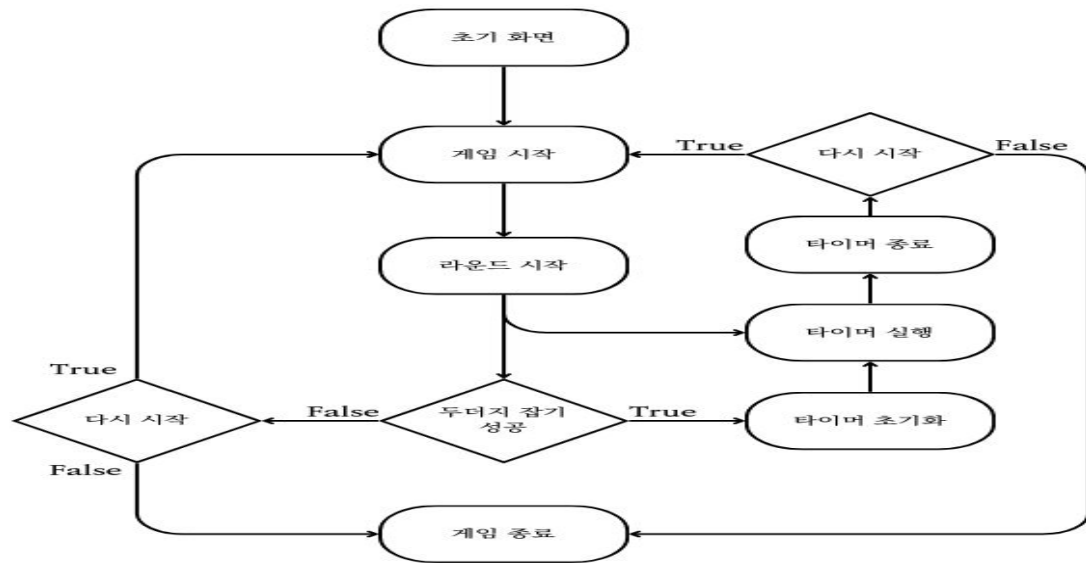 초기 화면
게임 시작
True
다시 시작
False
타이머 종료
라운드 시작
타이머 실행
True
다시 시작
False
False
두더지 잡기
성공
True
타이머 초기화
게임 종료